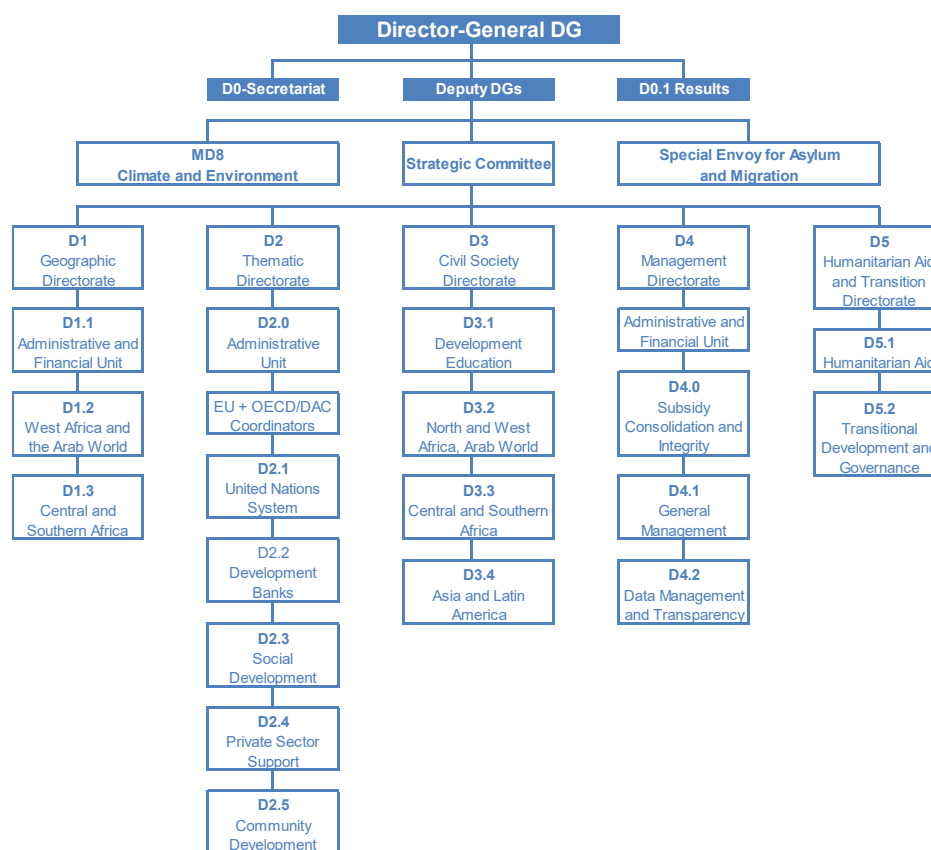 Director-General DG
D0-Secretariat
Deputy DGs
D0.1 Results
MD8
Climate and Environment
Strategic Committee
Special Envoy for Asylum
and Migration
D1
Geographic
Directorate
D1.1
Administrative and
Financial Unit
D1.2
West Africa and
the Arab World
D1.3
Central and
Southern Africa
D2
Thematic
Directorate
D2.0
Administrative
Unit
EU + OECD/DAC
Coordinators
D2.1
United Nations
System
D2.2
Development
Banks
D2.3
Social
Development
D2.4
Private Sector
Support
D2.5
Community
Development
D3
Civil Society
Directorate
D3.1
Development
Education
D3.2
North and West
Africa, Arab World
D3.3
Central and Southern
Africa
D3.4
Asia and Latin
America
D4
Management
Directorate
Administrative and
Financial Unit
D4.0
Subsidy
Consolidation and
Integrity
D4.1
General
Management
D4.2
Data Management
and Transparency
D5
Humanitarian Aid
and Transition
Directorate
D5.1
Humanitarian Aid
D5.2
Transitional
Development and
Governance